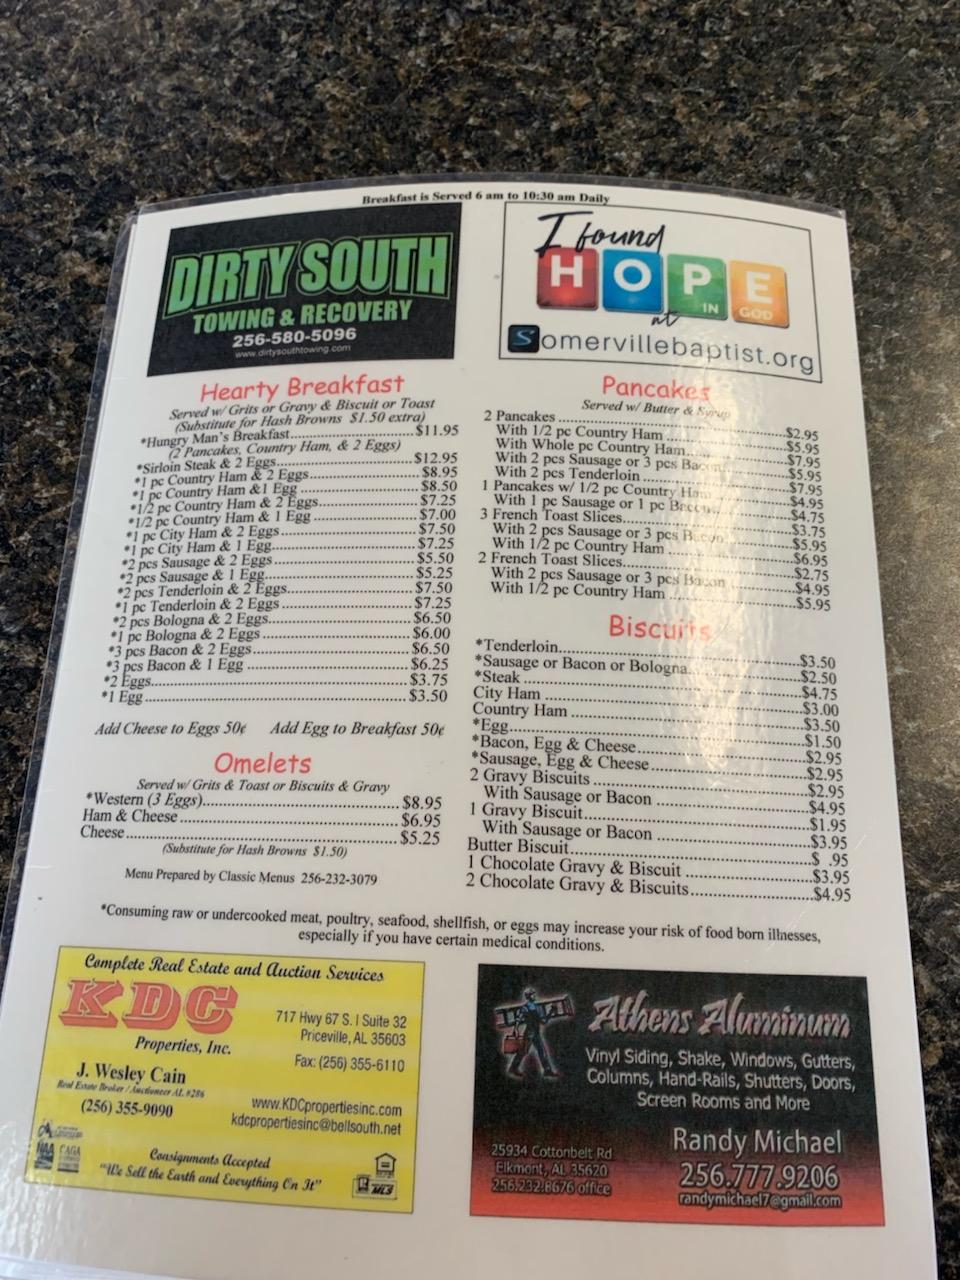 Breakfast is Served 6 am to 10:30 am Daily
DIRTY SOUTH
TOWING & RECOVERY
256-580-5096
www.dirtysouthtowing.com
I found
HOPE
IN GOD
at
Somervillebaptist.org
Hearty Breakfast
Served w/ Grits or Gravy & Biscuit or Toast
(Substitute for Hash Browns $1.50 extra)
*Hungry Man's Breakfast $11.95
(2 Pancakes, Country Ham, & 2 Eggs)
*Sirloin Steak & 2 Eggs $12.95
*1 pc Country Ham & 2 Eggs $8.95
*1 pc Country Ham &1 Egg $8.50
*1/2 pc Country Ham & 2 Eggs $7.25
*1/2 pc Country Ham & 1 Egg $7.00
*1 pc City Ham & 2 Eggs $7.50
*1 pc City Ham & 1 Egg $7.25
*2 pcs Sausage & 2 Eggs $5.50
*2 pcs Sausage & 1 Egg $5.25
*2 pcs Tenderloin & 2 Eggs $7.50
*1 pc Tenderloin & 2 Eggs $7.25
*2 pcs Bologna & 2 Eggs $6.50
*1 pc Bologna & 2 Eggs $6.00
*3 pcs Bacon & 2 Eggs $6.50
*3 pcs Bacon & 1 Egg $6.25
*2 Eggs $3.75
*1 Egg $3.50
Add Cheese to Eggs 50¢ Add Egg to Breakfast 50¢
Omelets
Served w/ Grits & Toast or Biscuits & Gravy
*Western (3 Eggs) $8.95
Ham & Cheese $6.95
Cheese $5.25
(Substitute for Hash Browns $1.50)
Menu Prepared by Classic Menus 256-232-3079
Pancakes
Served w/ Butter & Syrup
2 Pancakes $2.95
With 1/2 pc Country Ham $5.95
With Whole pc Country Ham $7.95
With 2 pcs Sausage or 3 pcs Bacon $5.95
With 2 pcs Tenderloin $7.95
1 Pancakes w/ 1/2 pc Country Ham $4.95
With 1 pc Sausage or 1 pc Bacon $4.75
3 French Toast Slices $3.75
With 2 pcs Sausage or 3 pcs Bacon $5.95
With 1/2 pc Country Ham $6.95
2 French Toast Slices $2.75
With 2 pcs Sausage or 3 pcs Bacon $4.95
With 1/2 pc Country Ham $5.95
Biscuits
*Tenderloin $3.50
*Sausage or Bacon or Bologna $2.50
*Steak $4.75
City Ham $3.00
Country Ham $3.50
*Egg $1.50
*Bacon, Egg & Cheese $2.95
*Sausage, Egg & Cheese $2.95
2 Gravy Biscuits $2.95
With Sausage or Bacon $4.95
1 Gravy Biscuit $1.95
With Sausage or Bacon $3.95
Butter Biscuit $ .95
1 Chocolate Gravy & Biscuit $3.95
2 Chocolate Gravy & Biscuits $4.95
*Consuming raw or undercooked meat, poultry, seafood, shellfish, or eggs may increase your risk of food born illnesses,
especially if you have certain medical conditions.
Complete Real Estate and Auction Services
KDC
Properties, Inc.
717 Hwy 67 S. I Suite 32
Priceville, AL 35603
Fax: (256) 355-6110
J. Wesley Cain
Real Estate Broker / Auctioneer AL #286
(256) 355-9090
www.KDCpropertiesinc.com
kdcpropertiesinc@bellsouth.net
NAA CAGA
Consignments Accepted
"We Sell the Earth and Everything On It"
R MLS
Athens Aluminum
Vinyl Siding, Shake, Windows, Gutters,
Columns, Hand-Rails, Shutters, Doors,
Screen Rooms and More
25934 Cottonbelt Rd
Elkmont, AL 35620
256.232.8676 office
Randy Michael
256.777.9206
randymichael7@gmail.com